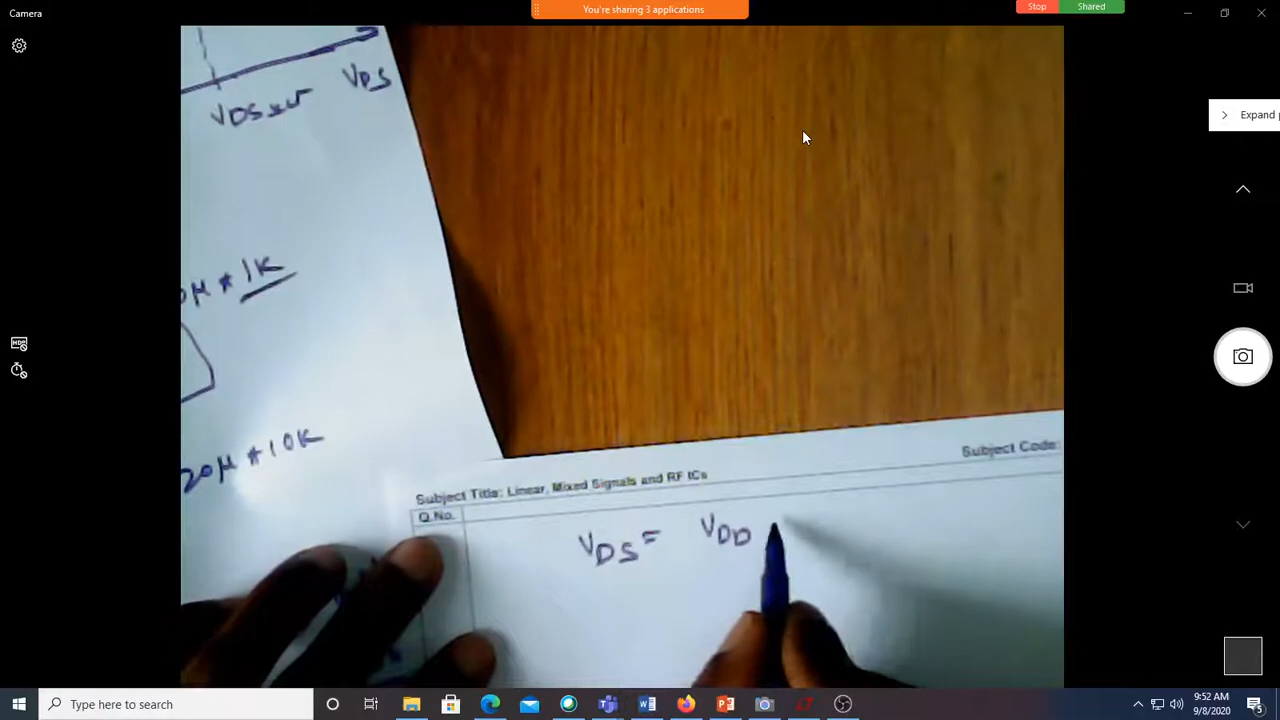 You're sharing 3 applications
Stop
Shared
Camera
Expand
VDSsat VDS
0μ * 1K
20μ * 10K
Subject Title: Linear, Mixed Signals and RF ICs
Subject Code:
Q.No.
VDS = VDD
Type here to search
9:52 AM
9/8/2020